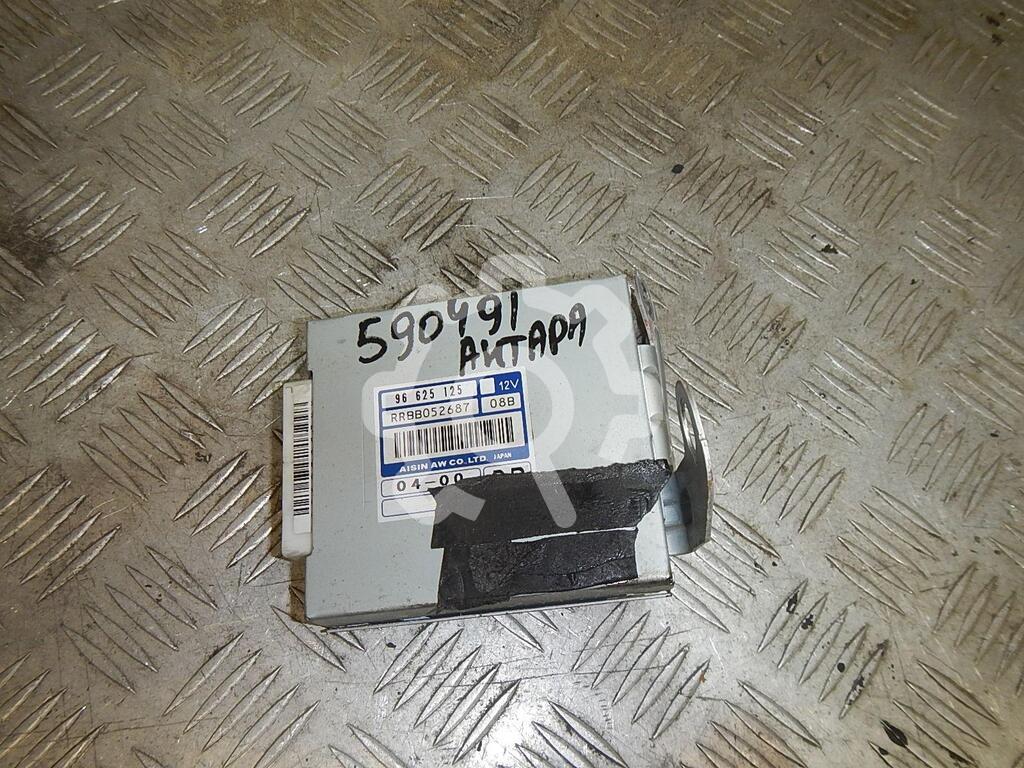 590491
АНТАРА
96 625 125 12V
RRBB052687 08B
AISIN AW CO.,LTD. JAPAN
04-00